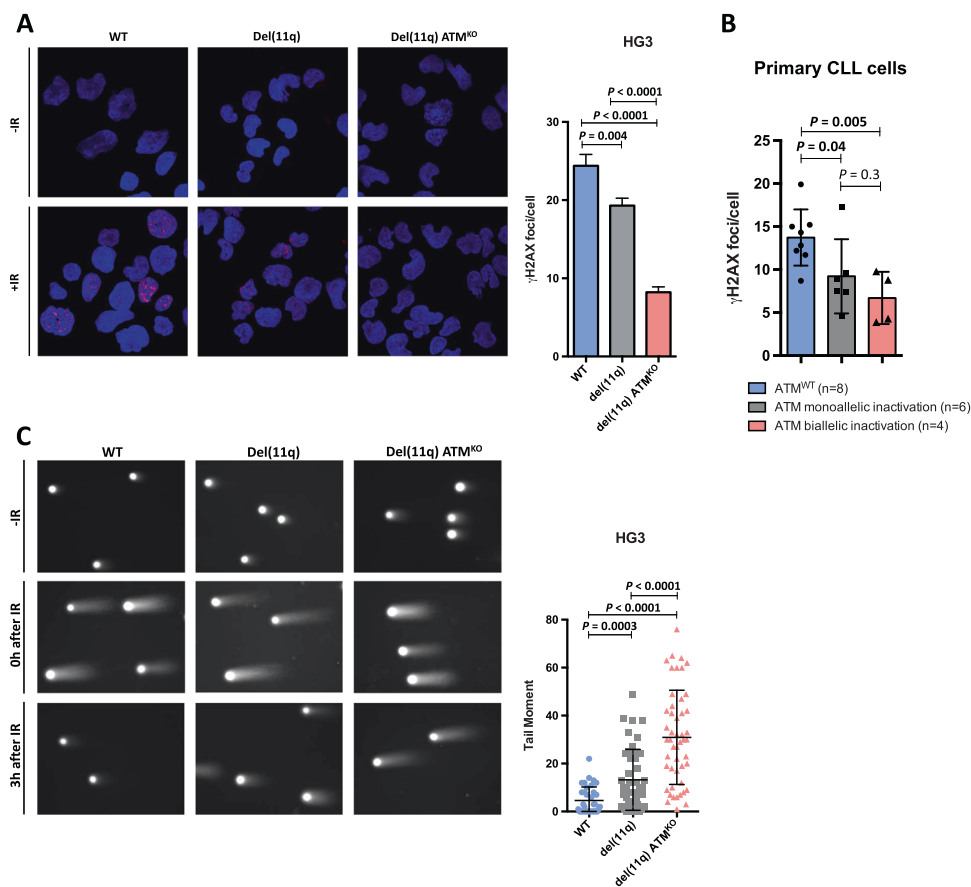 A
WT
Del(11q)
Del(11q) ATMKO
-IR
+IR
HG3
P < 0.0001
P < 0.0001
P = 0.004
30
20
10
0
γH2AX foci/cell
WT
del(11q)
del(11q) ATMKO
B
Primary CLL cells
P = 0.005
P = 0.04
P = 0.3
25
20
15
10
5
0
γH2AX foci/cell
ATMWT (n=8)
ATM monoallelic inactivation (n=6)
ATM biallelic inactivation (n=4)
C
WT
Del(11q)
Del(11q) ATMKO
-IR
0h after IR
3h after IR
HG3
P < 0.0001
P < 0.0001
P = 0.0003
80
60
40
20
0
Tail Moment
WT
del(11q)
del(11q) ATMKO